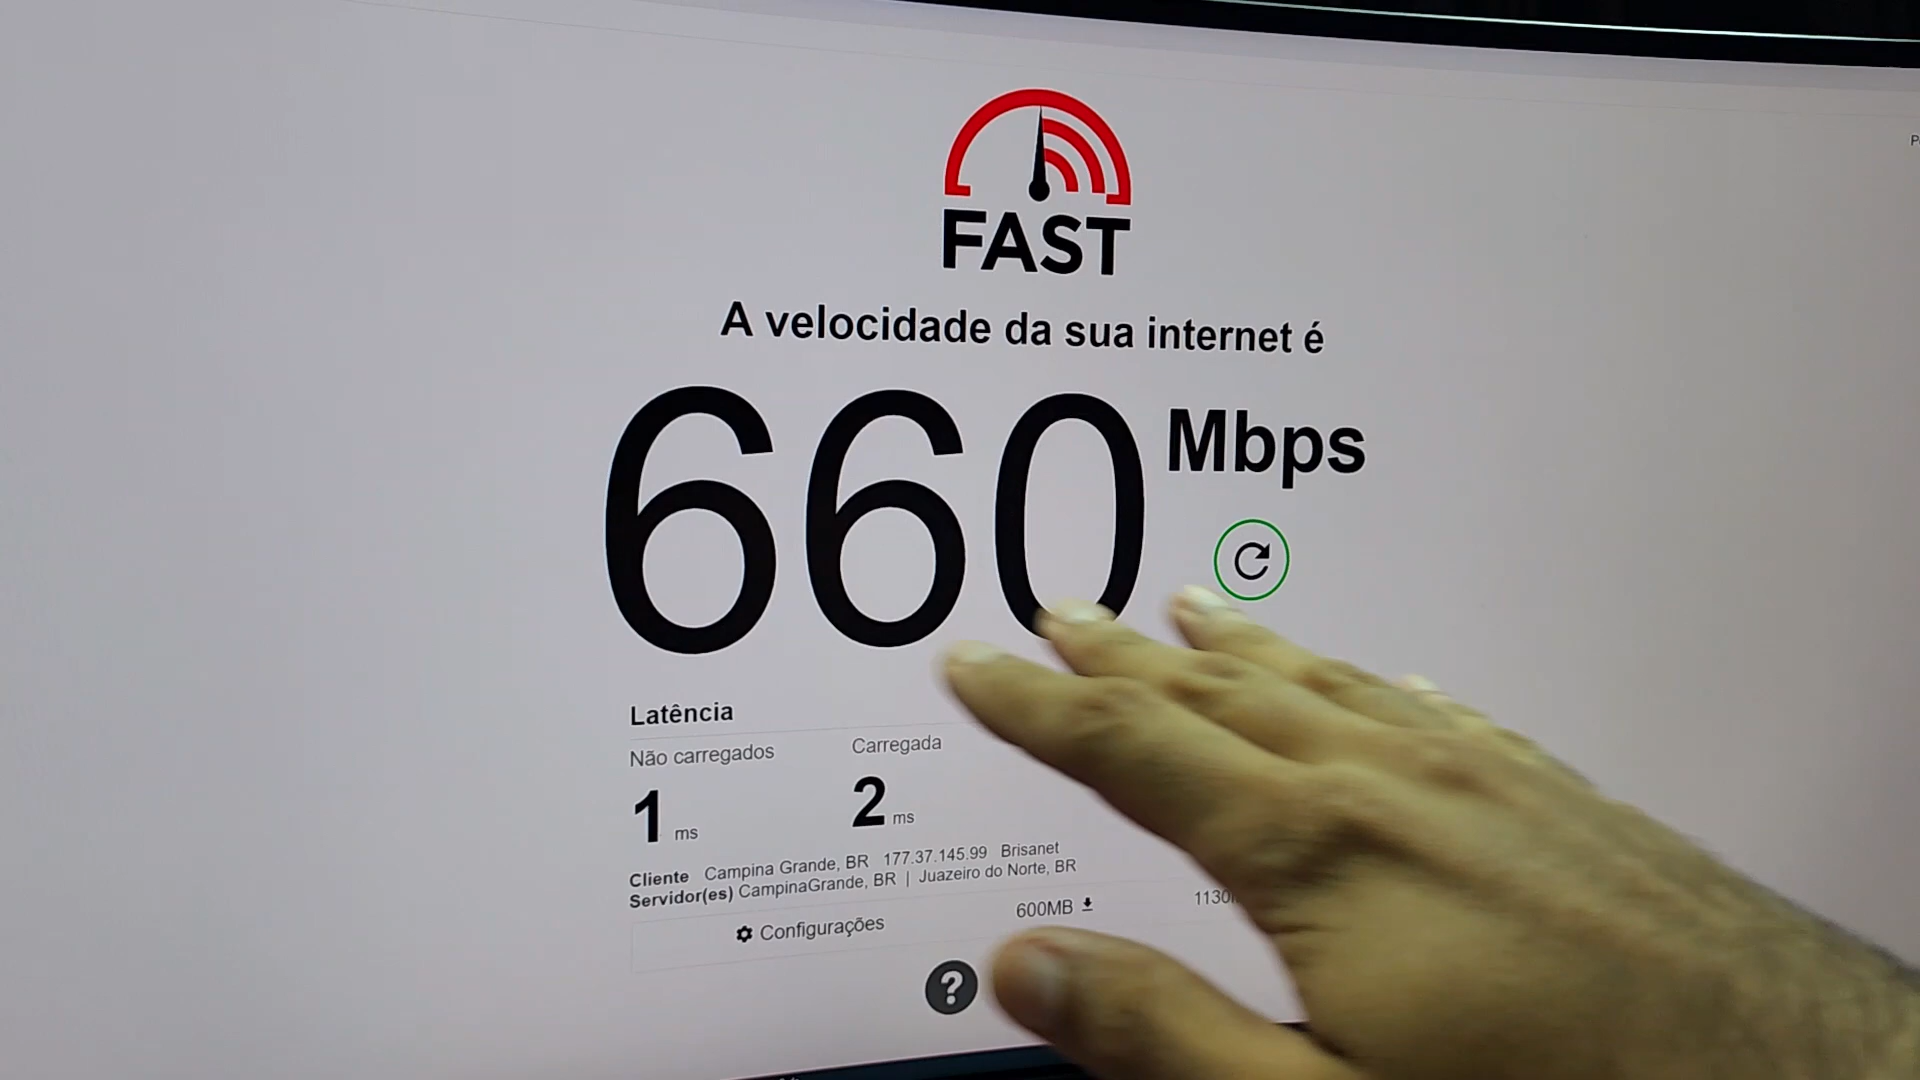 FAST
A velocidade da sua internet é
660 Mbps
Latência
Não carregados Carregada
1 ms 2 ms
Cliente Campina Grande, BR 177.37.145.99 Brisanet
Servidor(es) CampinaGrande, BR | Juazeiro do Norte, BR
Configurações 600MB
?